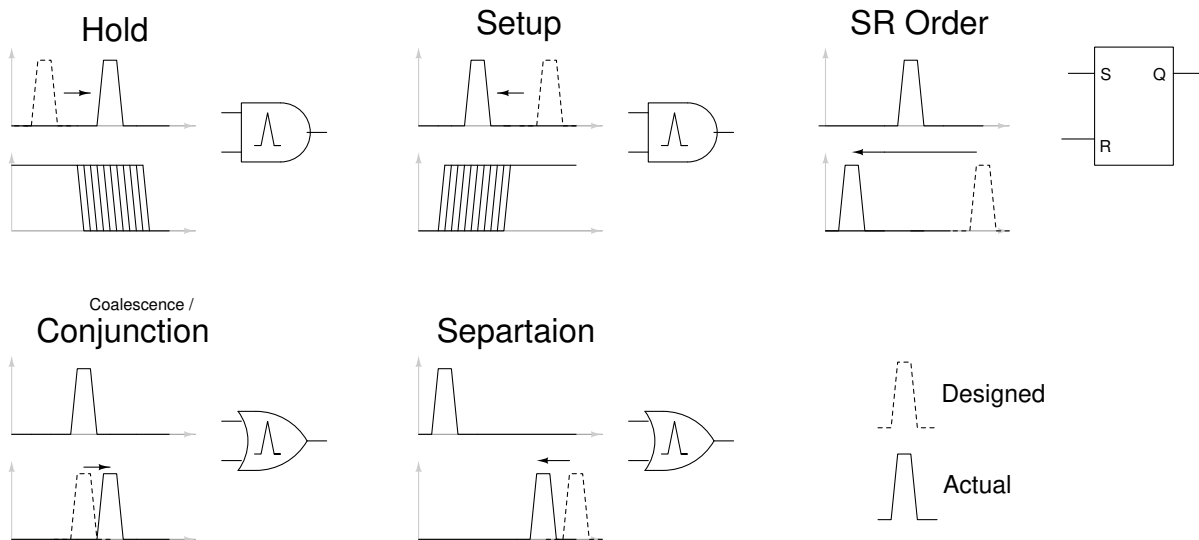 Hold
Setup
SR Order
S
Q
R
Coalescence /
Conjunction
Separtaion
Designed
Actual